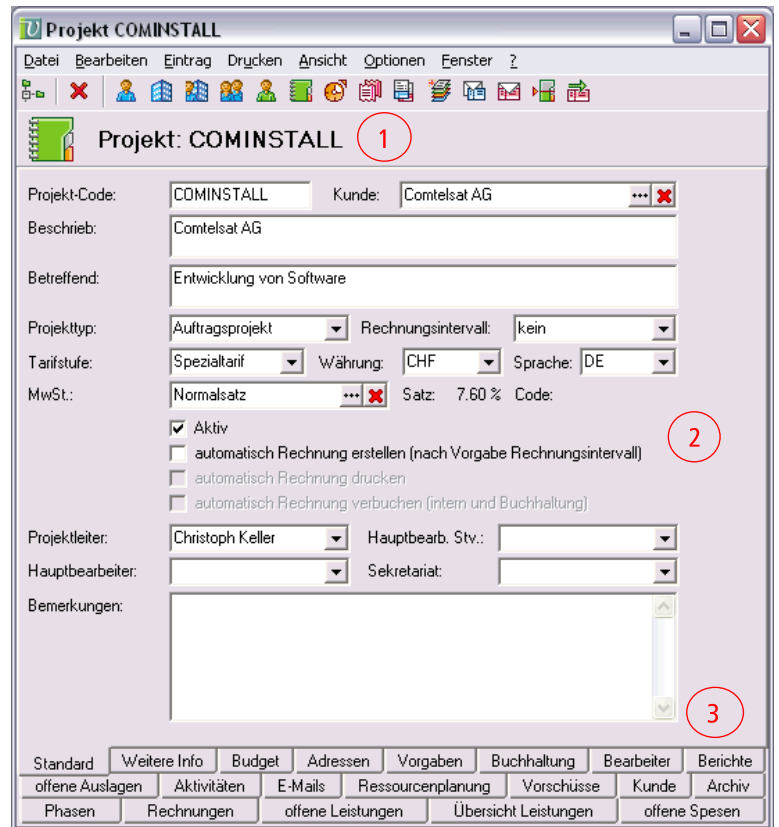 Projekt COMINSTALL
Datei Bearbeiten Eintrag Drucken Ansicht Optionen Fenster ?
Projekt: COMINSTALL 1
Projekt-Code: COMINSTALL Kunde: Comtelsat AG
Beschrieb: Comtelsat AG
Betreffend: Entwicklung von Software
Projekttyp: Auftragsprojekt Rechnungsintervall: kein
Tarifstufe: Spezialtarif Währung: CHF Sprache: DE
MwSt.: Normalsatz Satz: 7.60 % Code:
Aktiv
2
automatisch Rechnung erstellen (nach Vorgabe Rechnungsintervall)
automatisch Rechnung drucken
automatisch Rechnung verbuchen (intern und Buchhaltung)
Projektleiter: Christoph Keller Hauptbearb. Stv.:
Hauptbearbeiter: Sekretariat:
Bemerkungen:
3
Standard Weitere Info Budget Adressen Vorgaben Buchhaltung Bearbeiter Berichte
offene Auslagen Aktivitäten E-Mails Ressourcenplanung Vorschüsse Kunde Archiv
Phasen Rechnungen offene Leistungen Übersicht Leistungen offene Spesen